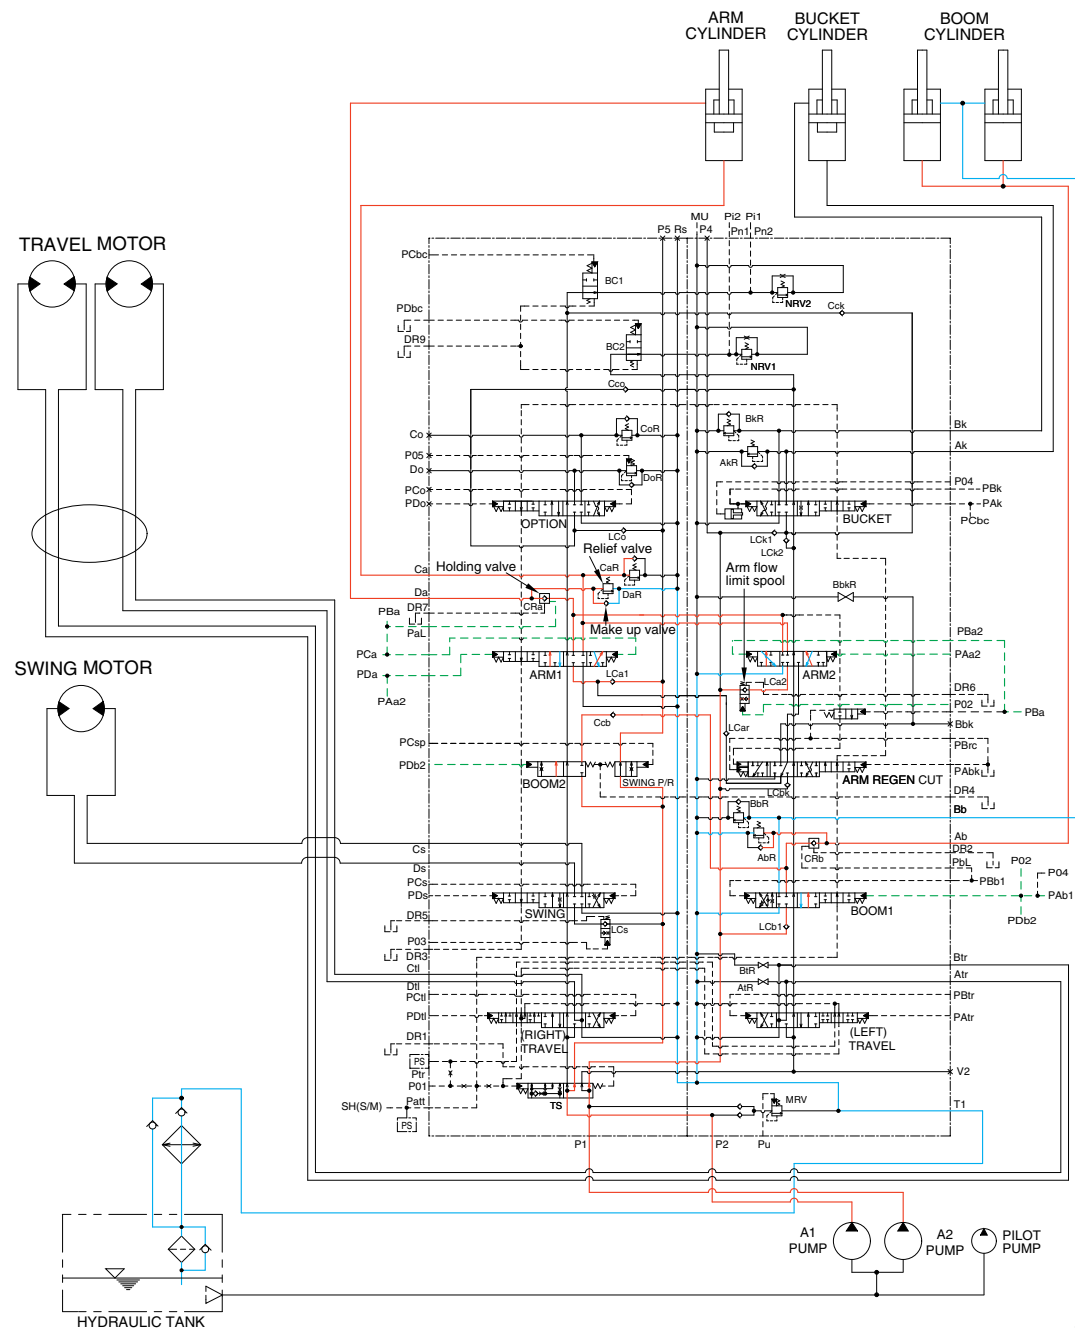 ARM
CYLINDER
BUCKET
CYLINDER
BOOM
CYLINDER
TRAVEL MOTOR
MU
Pi2
Pi1
P5
Rs
P4
Pn1
Pn2
PCbc
BC1
NRV2
Cck
PDbc
DR9
BC2
NRV1
Cco
Co
CoR
BkR
Bk
P05
Do
DoR
AkR
Ak
PCo
PDo
P04
PBk
PAk
PCbc
OPTION
BUCKET
LCo
LCk1
LCk2
Relief valve
Holding valve
Arm flow
limit spool
Ca
CaR
Da
DaR
BbkR
DR7
CRa
PBa
PaL
Make up valve
PBa2
PCa
PAa2
PDa
ARM1
LCa1
LCa2
ARM2
PAa2
DR6
P02
PBa
Ccb
LCar
Bbk
PCsp
PBrc
PDb2
PAbk
BOOM2
SWING P/R
ARM REGEN CUT
LCbk
DR4
BbR
Bb
SWING MOTOR
AbR
Ab
Cs
CRb
DR2
Ds
PbL
P02
P04
PCs
PBb1
PDs
PAb1
SWING
BOOM1
PDb2
DR5
LCs
LCb1
P03
DR3
Btr
Ctl
BtR
Atr
Dtl
AtR
PCtl
PBtr
PDtl
PAtr
(RIGHT)
TRAVEL
(LEFT)
TRAVEL
DR1
PS
Ptr
V2
P01
Patt
TS
MRV
T1
SH(S/M)
PS
P1
P2
Pu
A1
PUMP
A2
PUMP
PILOT
PUMP
HYDRAULIC TANK